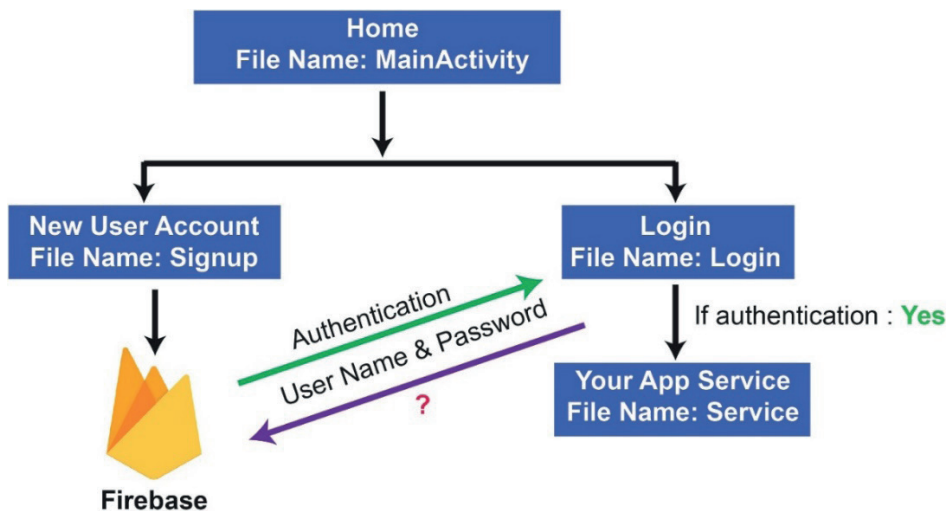 Home
File Name: MainActivity
New User Account
File Name: Signup
Login
File Name: Login
Authentication
User Name & Password
?
If authentication : Yes
Your App Service
File Name: Service
Firebase